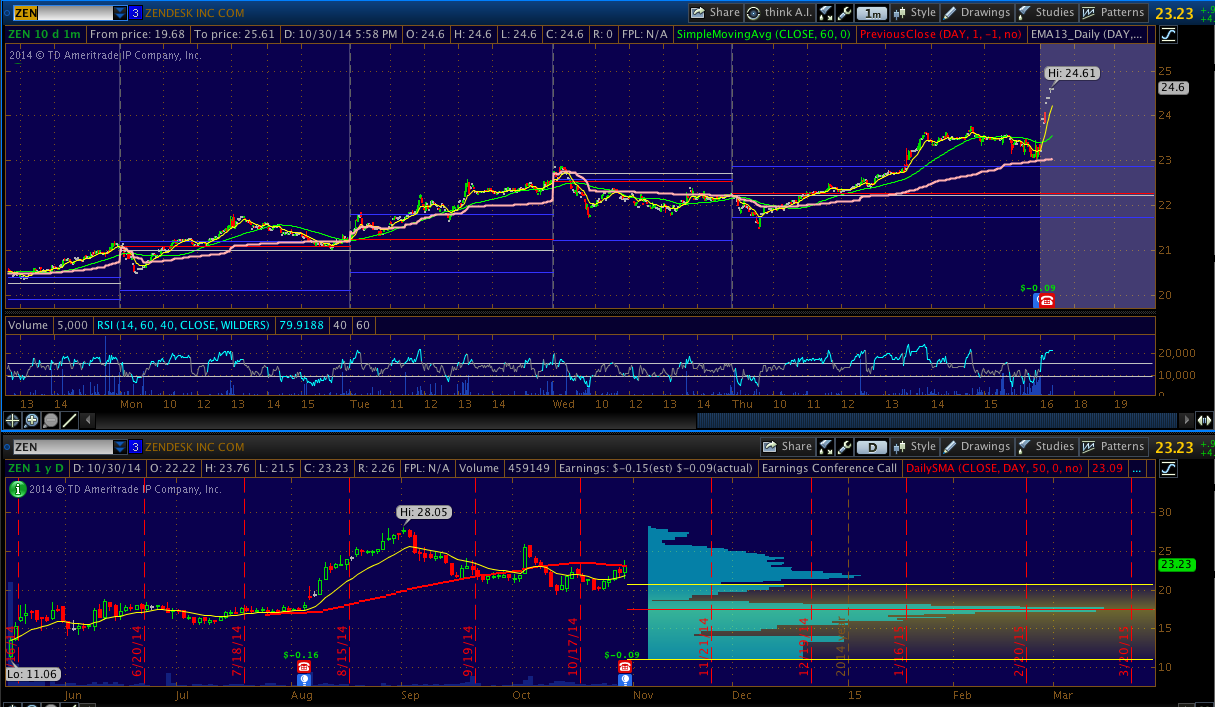 ZEN 3 ZENDESK INC COM Share think A.I. 1m Style Drawings Studies Patterns 23.23
ZEN 10 d 1m From price: 19.68 To price: 25.61 D: 10/30/14 5:58 PM O: 24.6 H: 24.6 L: 24.6 C: 24.6 R: 0 FPL: N/A SimpleMovingAvg (CLOSE, 60, 0) PreviousClose (DAY, 1, -1, no) EMA13_Daily (DAY,...
2014 © TD Ameritrade IP Company, Inc.
Hi: 24.61
25
24.6
24
23
22
21
$-0.09
20
Volume 5,000 RSI (14, 60, 40, CLOSE, WILDERS) 79.9188 40 60
20,000
10,000
0
13 14 Mon 10 12 13 14 15 Tue 11 12 13 14 Wed 10 12 13 14 Thu 10 11 12 13 15 16 18 19
ZEN 3 ZENDESK INC COM Share D Style Drawings Studies Patterns 23.23
ZEN 1 y D D: 10/30/14 O: 22.22 H: 23.76 L: 21.5 C: 23.23 R: 2.26 FPL: N/A Volume 459149 Earnings: $-0.15(est) $-0.09(actual) Earnings Conference Call DailySMA (CLOSE, DAY, 50, 0, no) 23.09 ...
2014 © TD Ameritrade IP Company, Inc.
Hi: 28.05
30
25
23.23
20
15
10
6/20/14
7/18/14
8/15/14
9/19/14
10/17/14
11/21/14
1/16/15
3/20/15
$-0.16
$-0.09
Lo: 11.06
Jun Jul Aug Sep Oct Nov Dec 15 Feb Mar